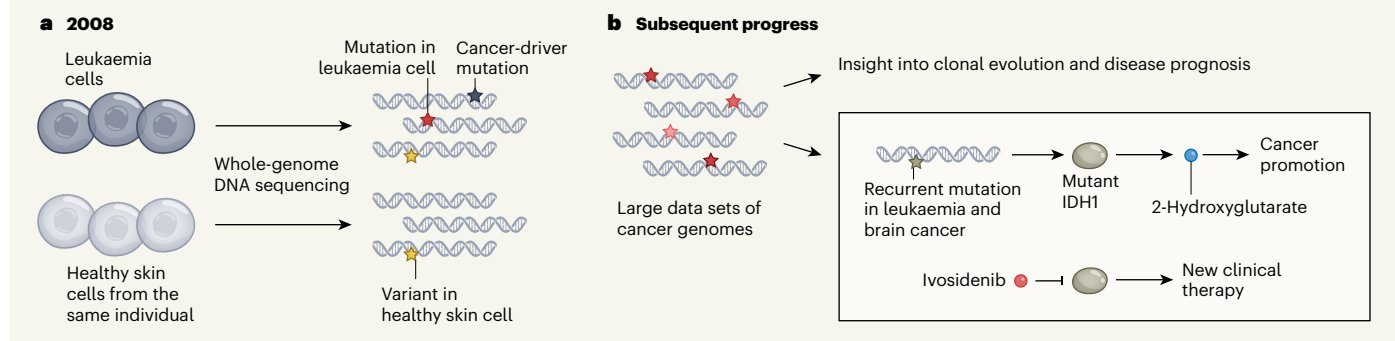 a 2008
Leukaemia
cells
Mutation in
leukaemia cell
Cancer-driver
mutation
Whole-genome
DNA sequencing
Healthy skin
cells from the
same individual
Variant in
healthy skin cell
b Subsequent progress
Large data sets of
cancer genomes
Insight into clonal evolution and disease prognosis
Recurrent mutation
in leukaemia and
brain cancer
Mutant
IDH1
2-Hydroxyglutarate
Cancer
promotion
Ivosidenib
New clinical
therapy